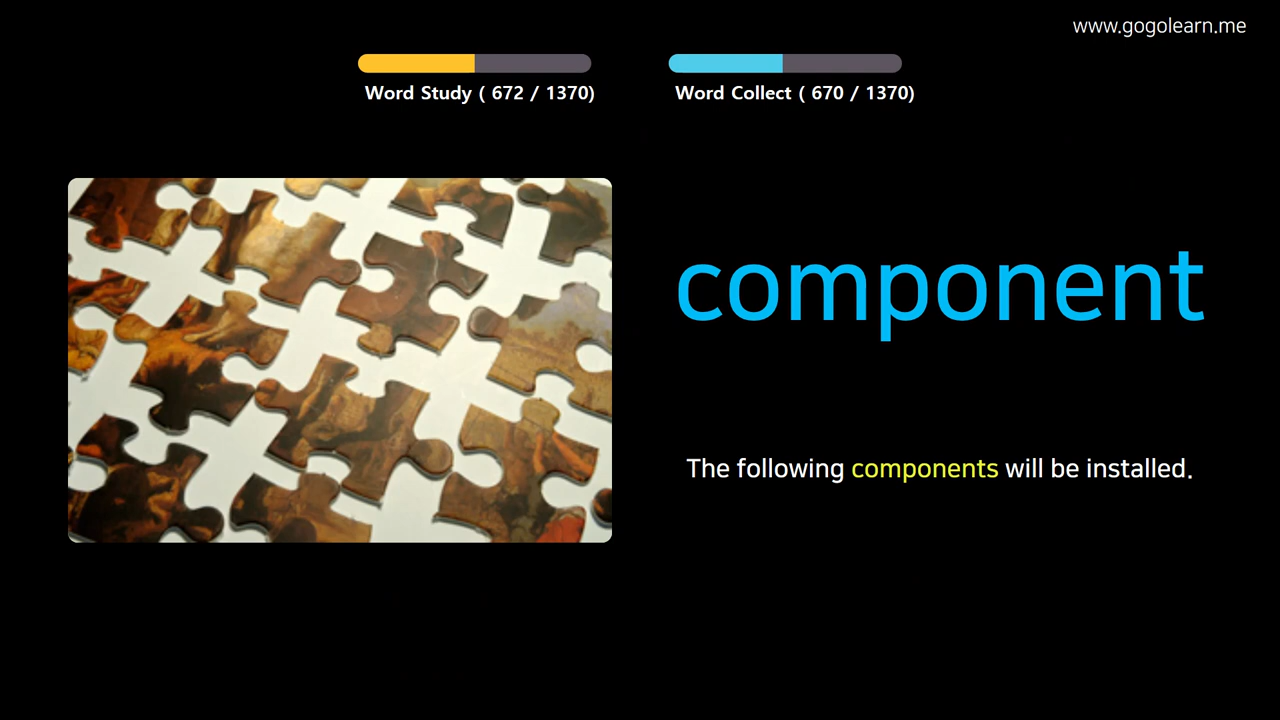 www.gogolearn.me
Word Study ( 672 / 1370)
Word Collect ( 670 / 1370)
component
The following components will be installed.